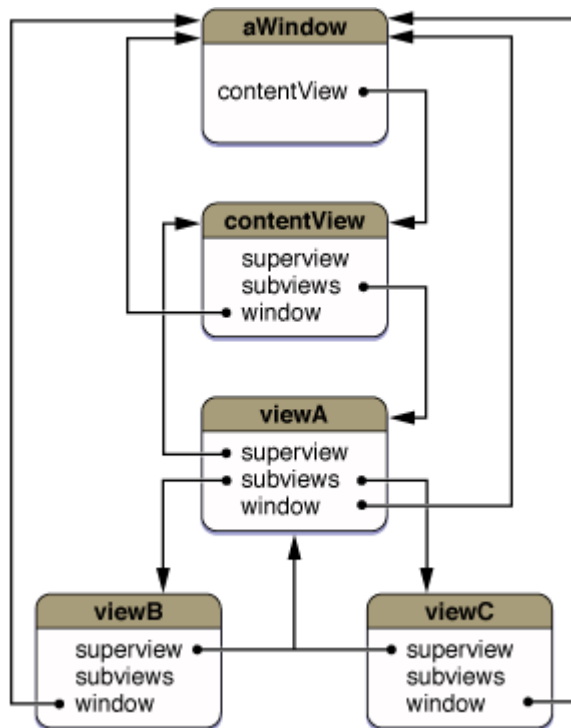 aWindow
contentView
contentView
superview
subviews
window
viewA
superview
subviews
window
viewB
superview
subviews
window
viewC
superview
subviews
window